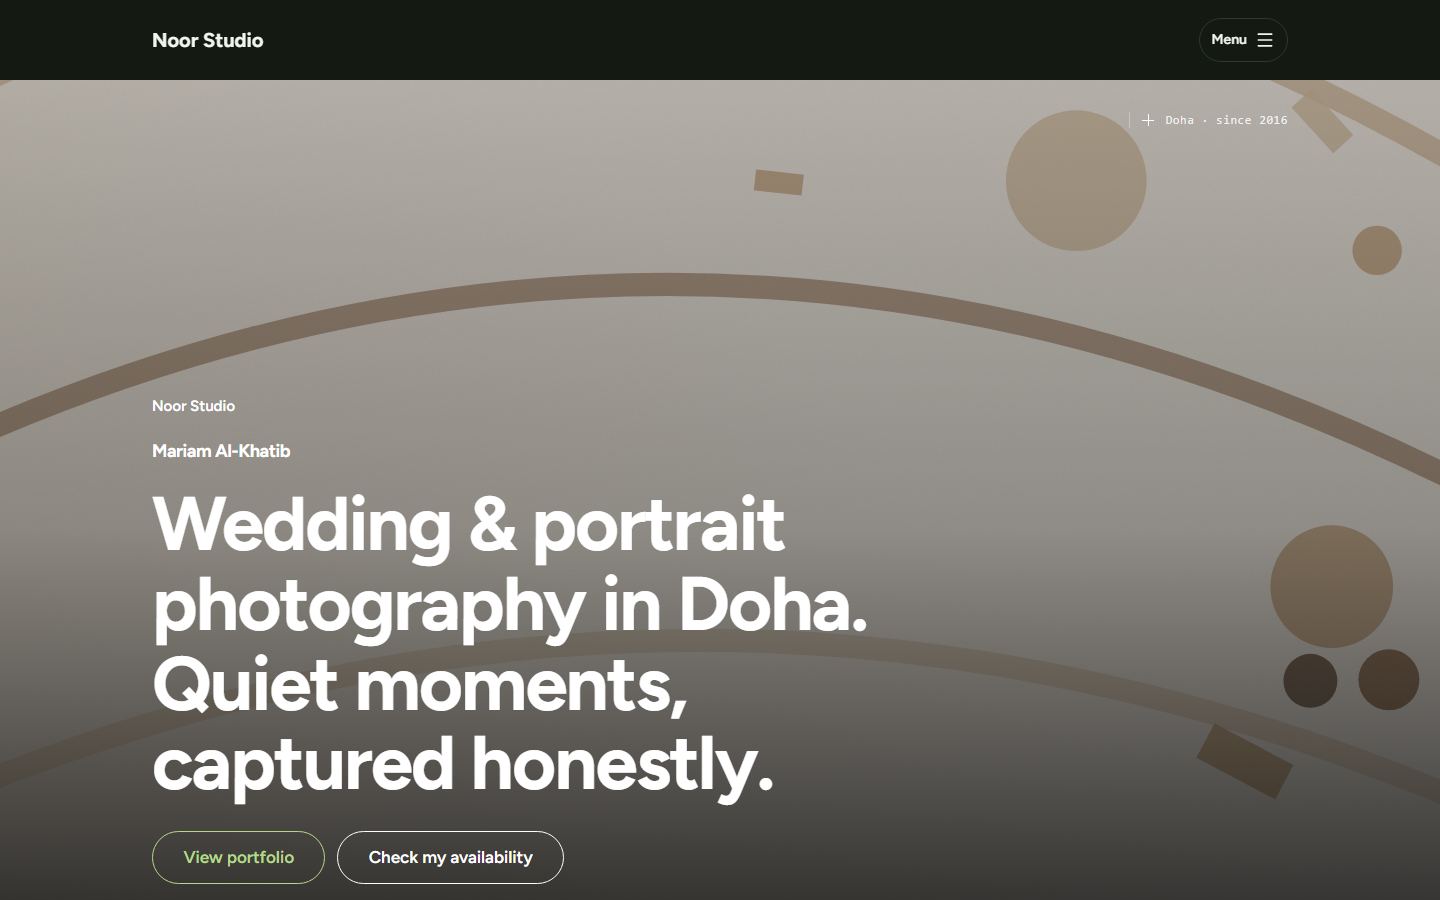 Noor Studio
Menu
Doha · since 2016
Noor Studio
Mariam Al-Khatib
Wedding & portrait
photography in Doha.
Quiet moments,
captured honestly.
View portfolio
Check my availability